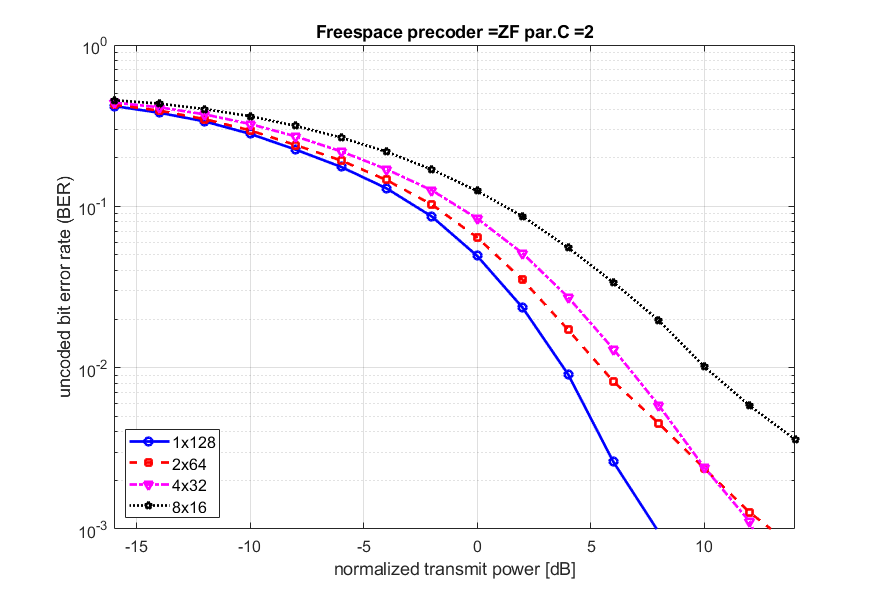 Freespace precoder =ZF par.C =2
uncoded bit error rate (BER)
10^0
10^-1
10^-2
10^-3
1x128
2x64
4x32
8x16
-15 -10 -5 0 5 10
normalized transmit power [dB]